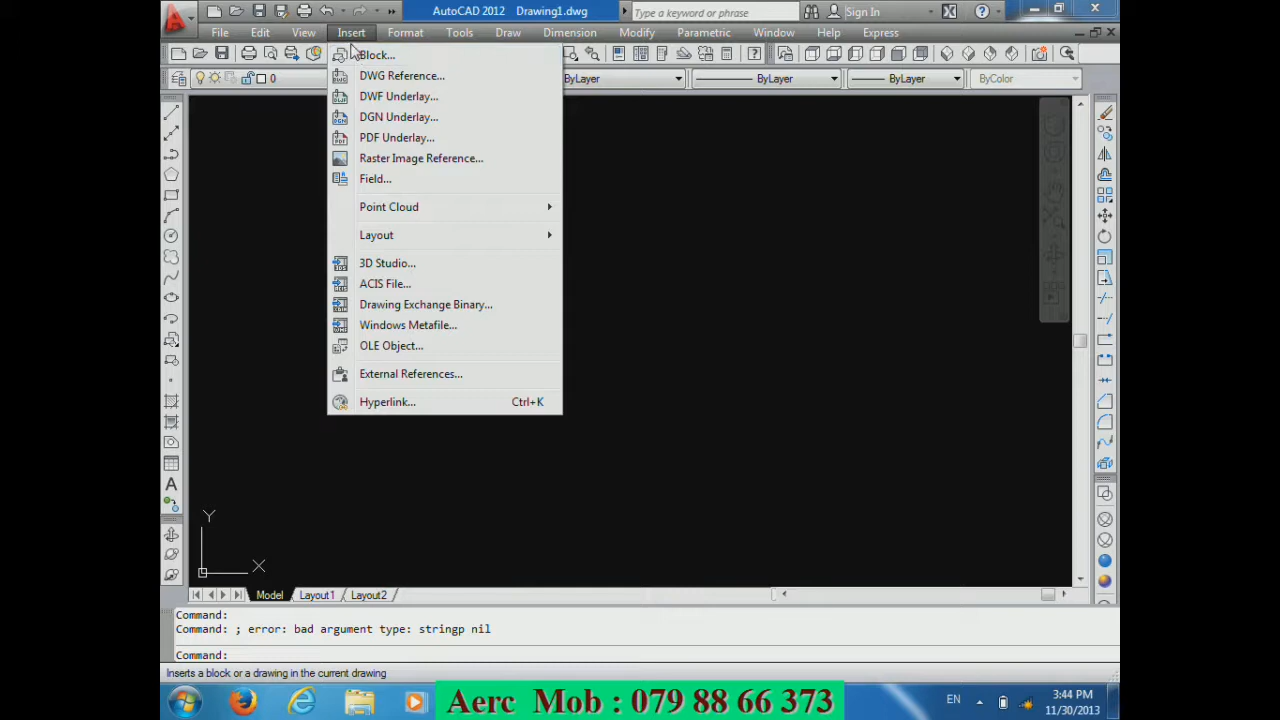 AutoCAD 2012 Drawing1.dwg
Type a keyword or phrase
Sign In
File Edit View Insert Format Tools Draw Dimension Modify Parametric Window Help Express
0
ByLayer
ByLayer
ByLayer
ByColor
Block...
DWG Reference...
DWF Underlay...
DGN Underlay...
PDF Underlay...
Raster Image Reference...
Field...
Point Cloud
Layout
3D Studio...
ACIS File...
Drawing Exchange Binary...
Windows Metafile...
OLE Object...
External References...
Hyperlink... Ctrl+K
Y
X
Model Layout1 Layout2
Command:
Command: ; error: bad argument type: stringp nil
Command:
Inserts a block or a drawing in the current drawing
Aerc Mob : 079 88 66 373
EN
3:44 PM
11/30/2013